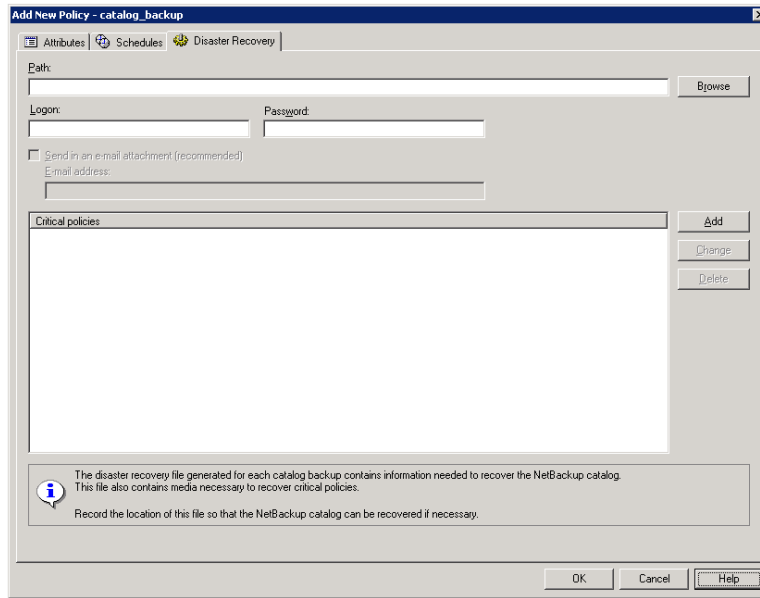 Add New Policy - catalog_backup
Attributes Schedules Disaster Recovery
Path:
Browse
Logon: Password:
Send in an e-mail attachment (recommended)
E-mail address:
Critical policies
Add
Change
Delete
The disaster recovery file generated for each catalog backup contains information needed to recover the NetBackup catalog.
This file also contains media necessary to recover critical policies.
Record the location of this file so that the NetBackup catalog can be recovered if necessary.
OK Cancel Help